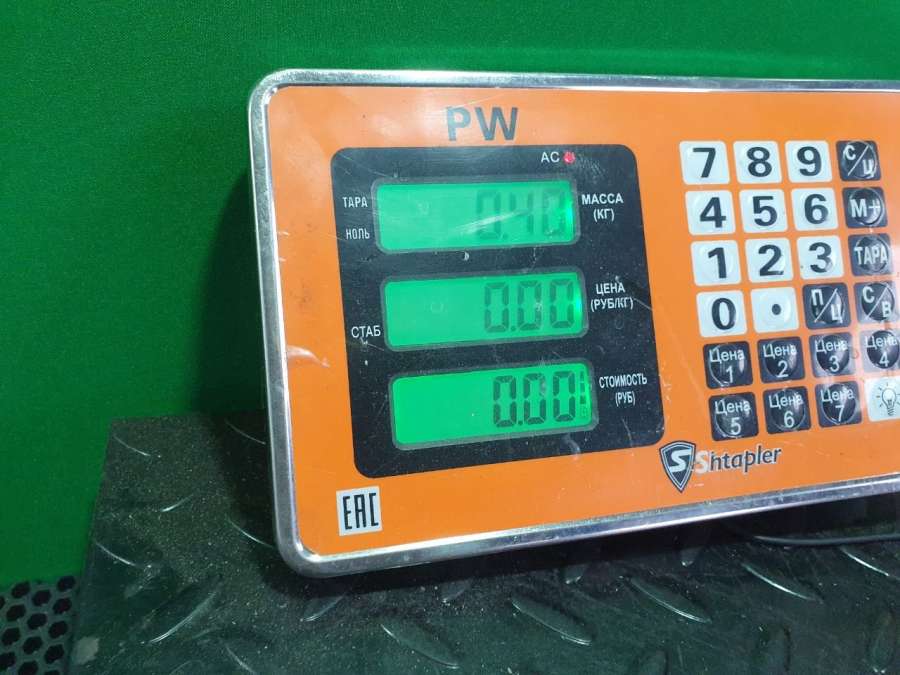 PW
AC
ТАРА
НОЛЬ
0.40
МАССА
(КГ)
ЦЕНА
(РУБ/КГ)
0.00
СТАБ
СТОИМОСТЬ
(РУБ)
0.00
7 8 9 С/Ц
4 5 6 М+
1 2 3 ТАРА
0 . П/Ц С/В
Цена 1 Цена 2 Цена 3 Цена 4
Цена 5 Цена 6 Цена 7
S Shtapler
EAC